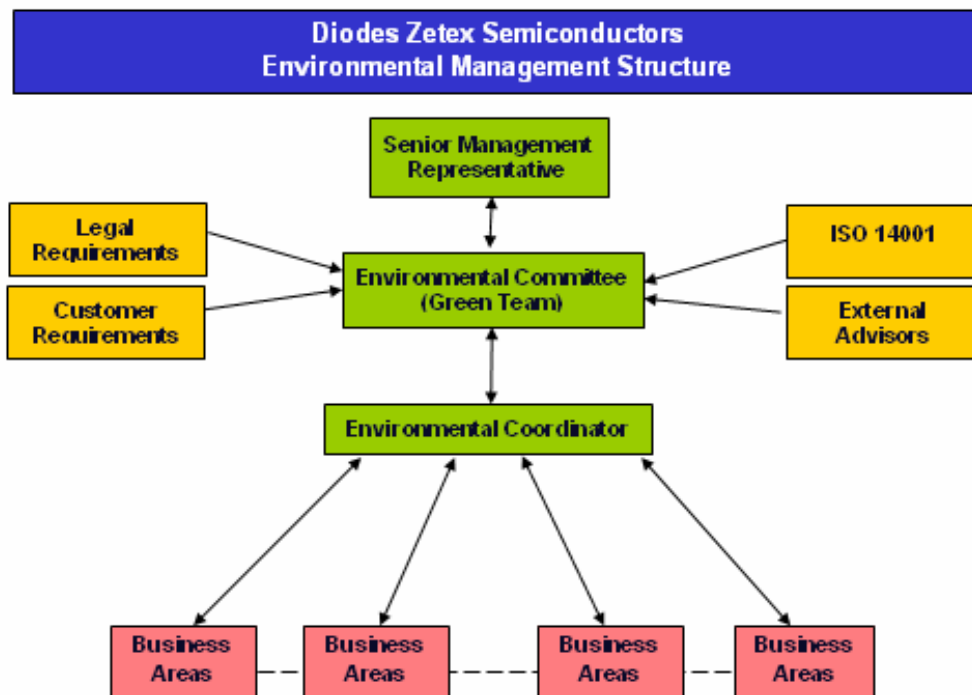 Diodes Zetex Semiconductors
Environmental Management Structure
Senior Management
Representative
Legal
Requirements
ISO 14001
Environmental Committee
(Green Team)
Customer
Requirements
External
Advisors
Environmental Coordinator
Business
Areas
Business
Areas
Business
Areas
Business
Areas